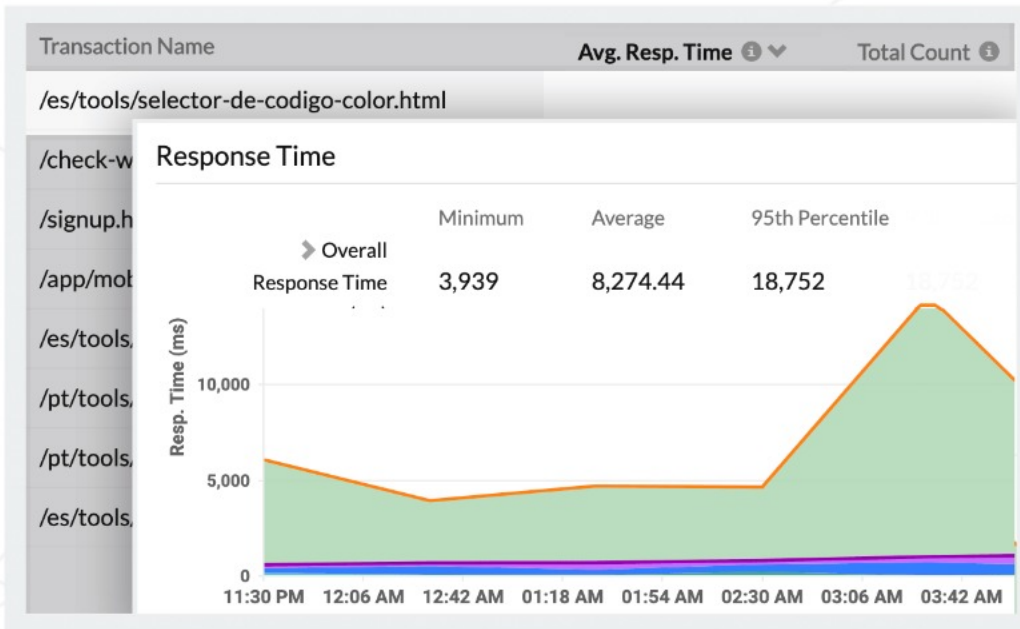 Transaction Name Avg. Resp. Time Total Count
/es/tools/selector-de-codigo-color.html
/check-w
Response Time
/signup.h
Minimum Average 95th Percentile
Overall
Response Time 3,939 8,274.44 18,752 18,752
/app/mob
/es/tools/
/pt/tools/
/pt/tools/
/es/tools/
Resp. Time (ms)
10,000
5,000
0
11:30 PM 12:06 AM 12:42 AM 01:18 AM 01:54 AM 02:30 AM 03:06 AM 03:42 AM